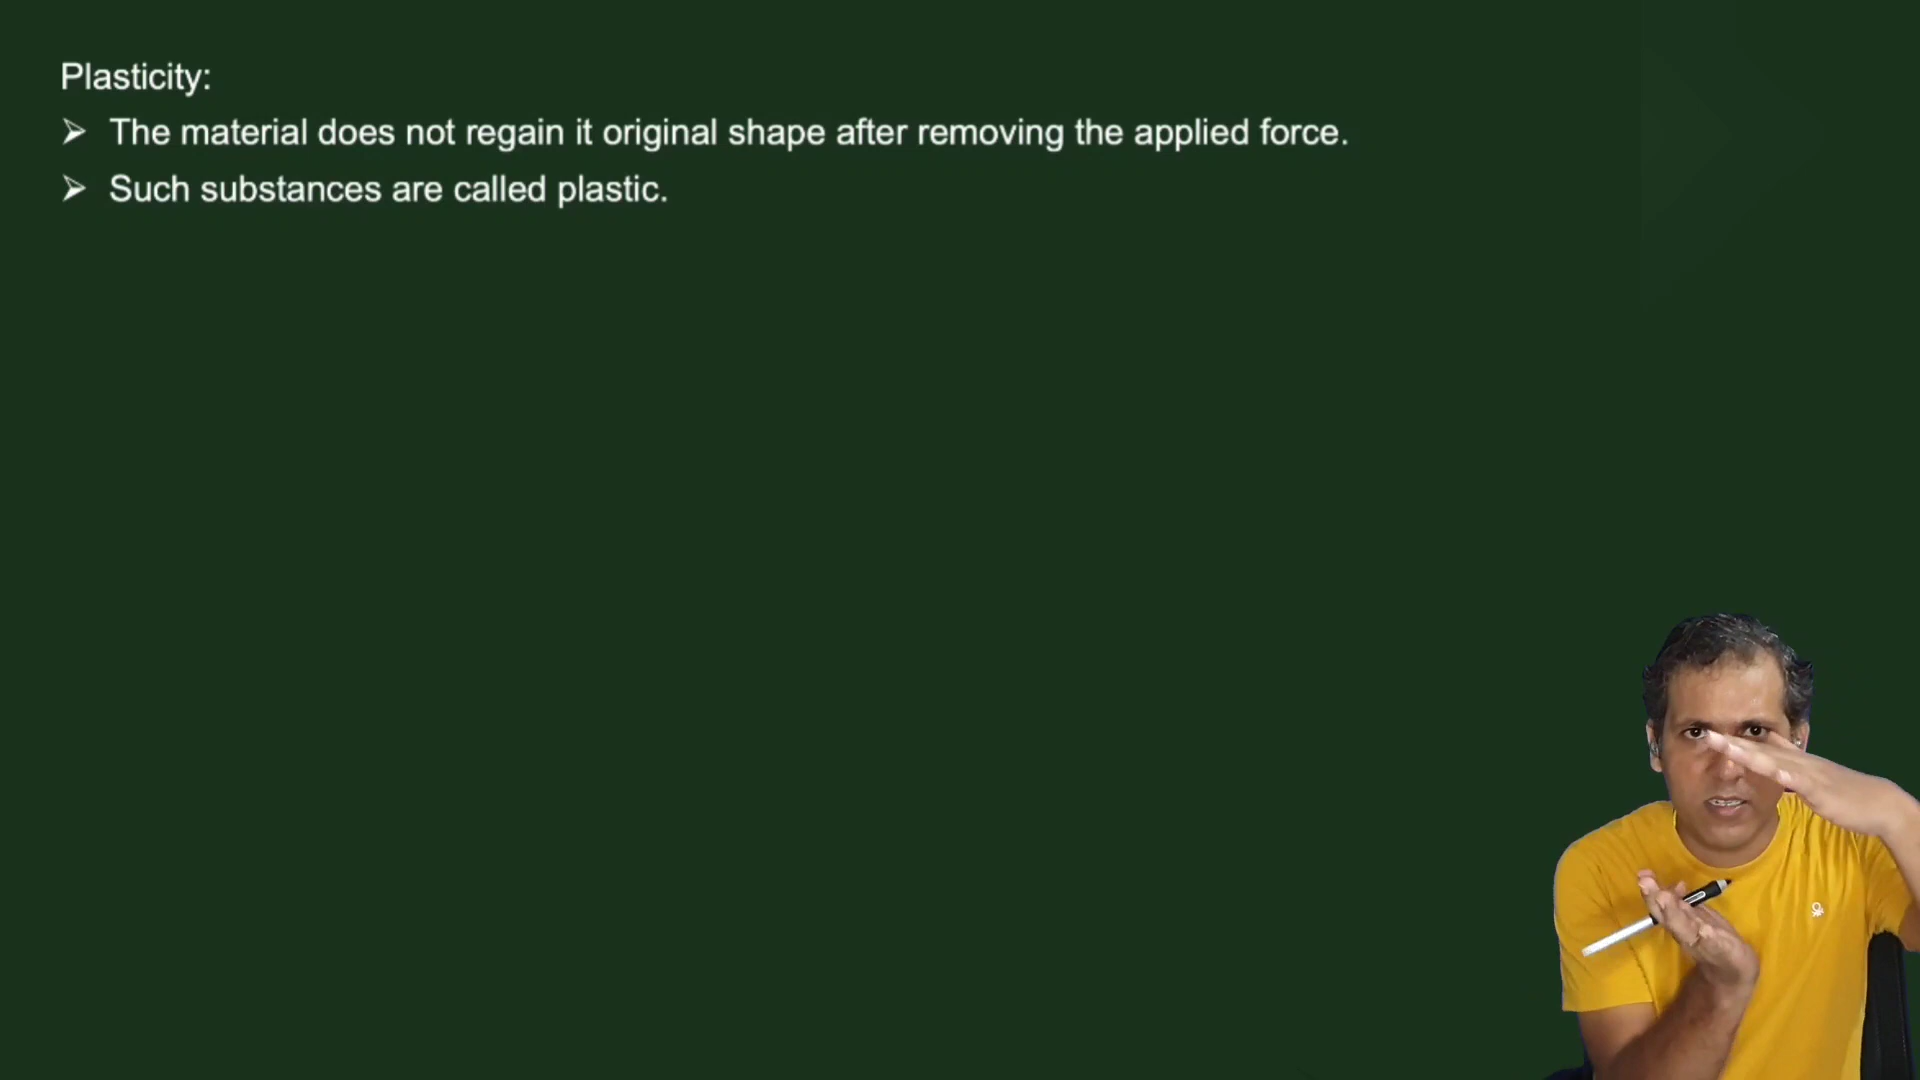 Plasticity:
➢ The material does not regain it original shape after removing the applied force.
➢ Such substances are called plastic.